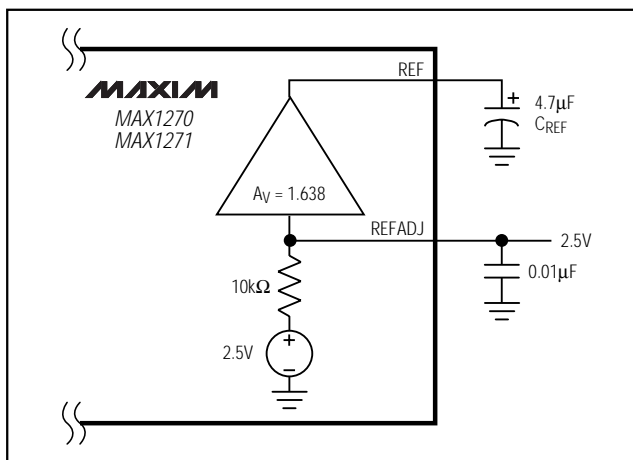 REF
MAXIM
MAX1270
MAX1271
+
4.7µF
CREF
AV = 1.638
REFADJ
2.5V
0.01µF
10kΩ
2.5V
+
–